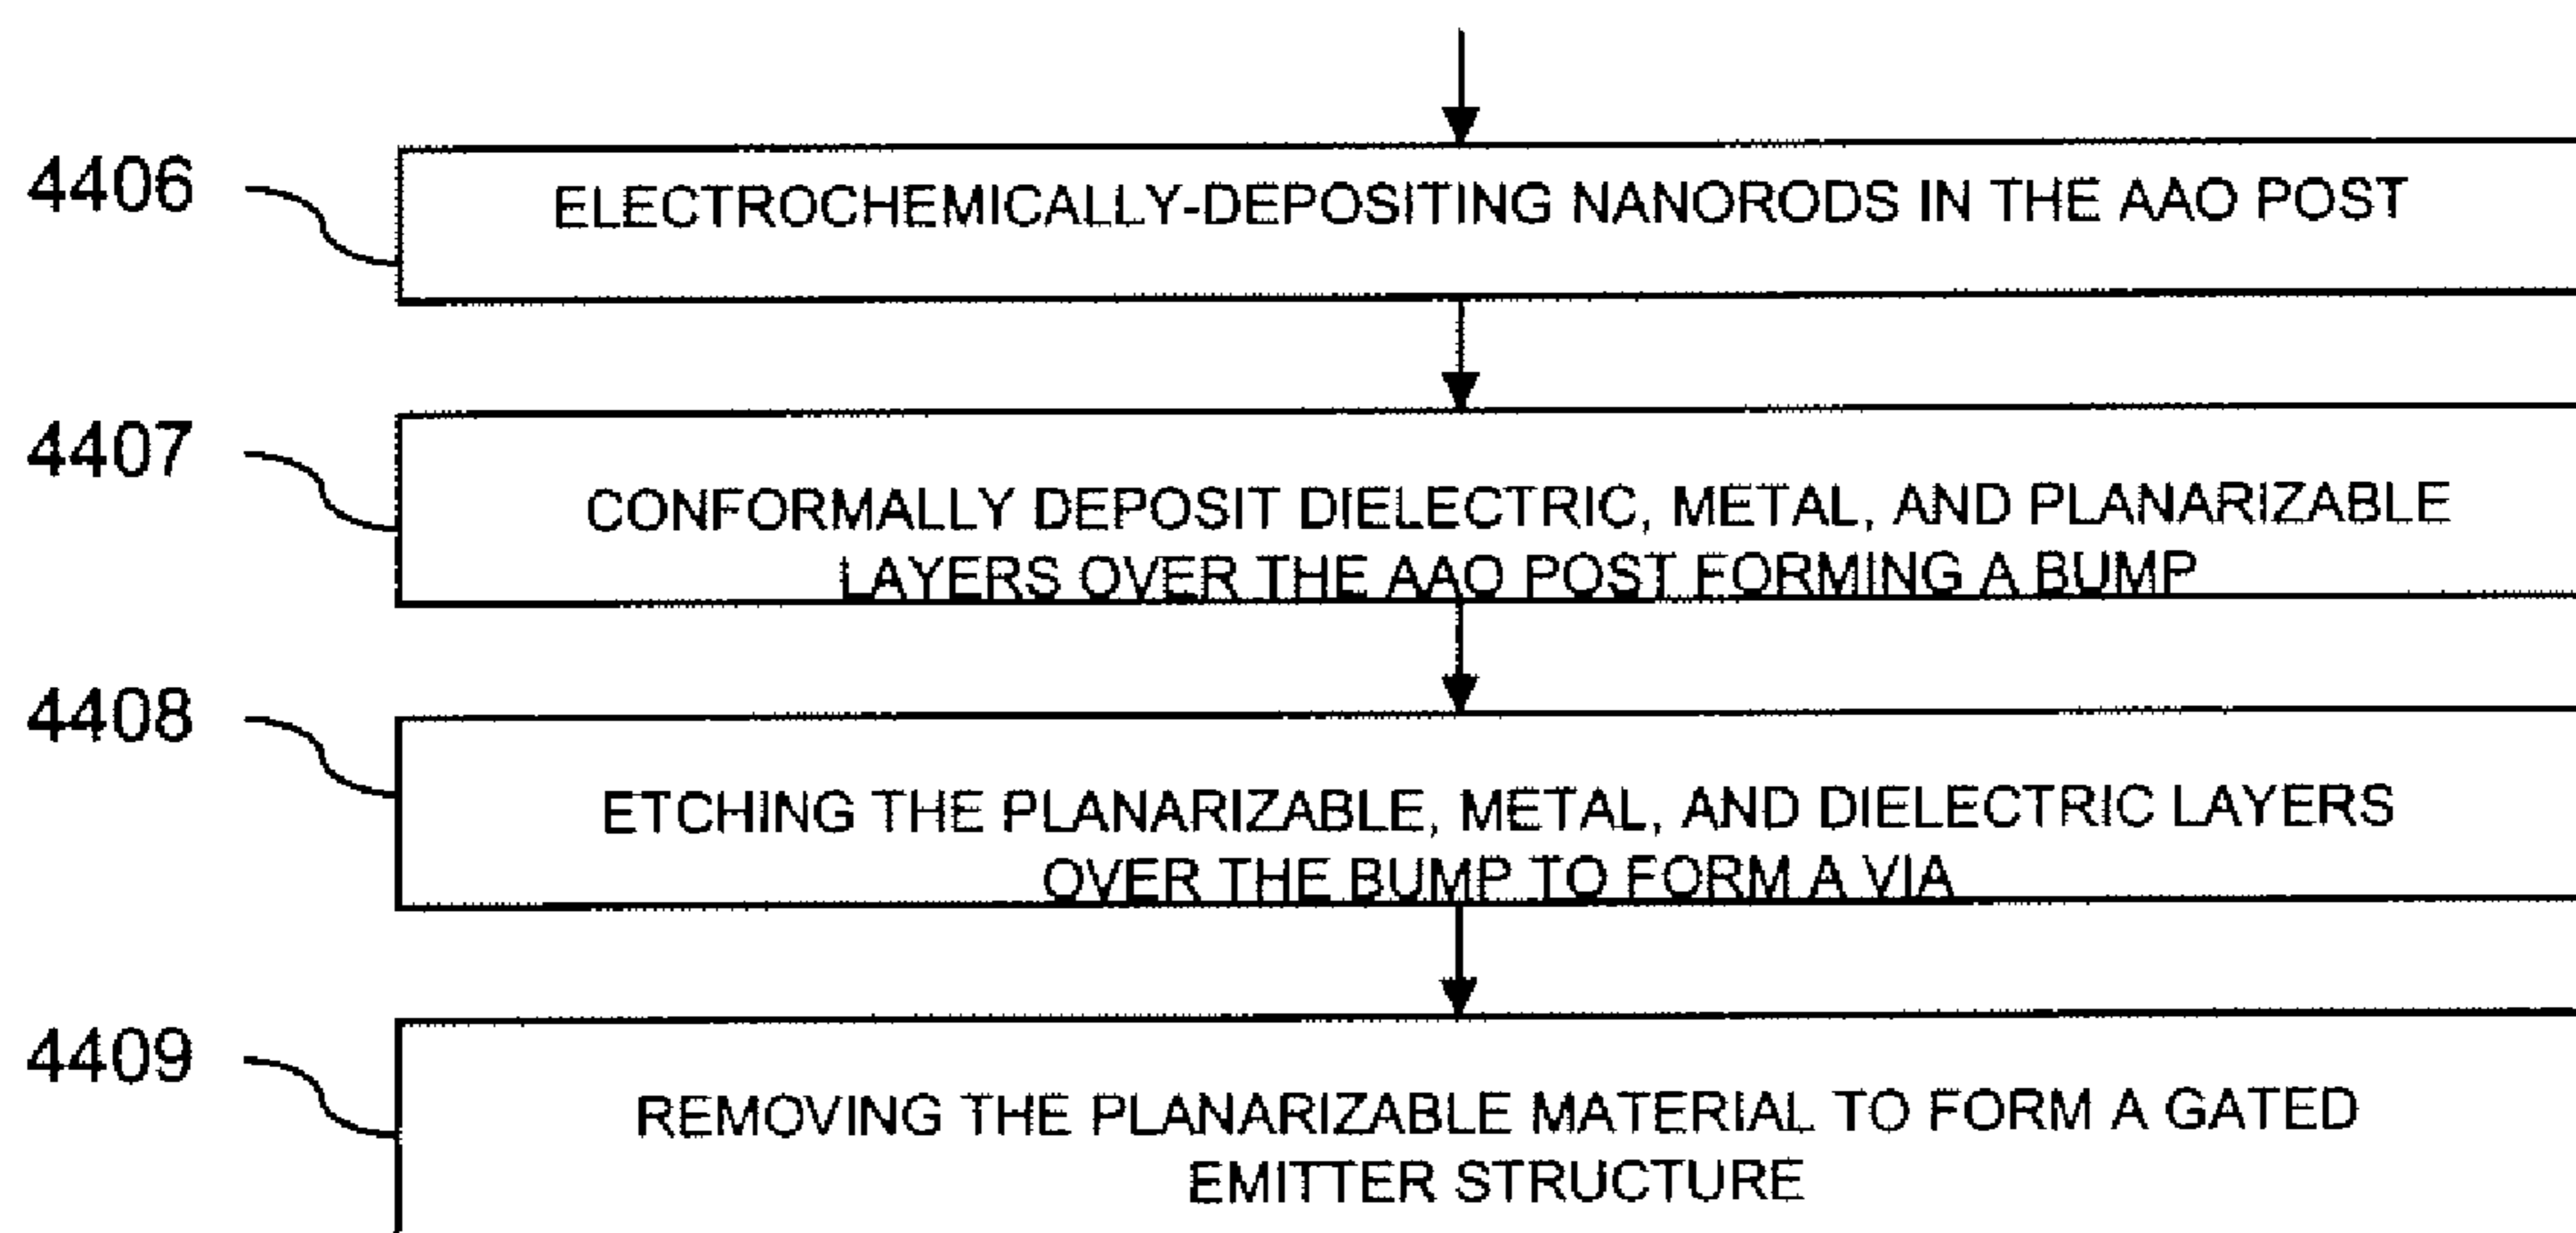 4406
ELECTROCHEMICALLY-DEPOSITING NANORODS IN THE AAO POST
4407
CONFORMALLY DEPOSIT DIELECTRIC, METAL, AND PLANARIZABLE
LAYERS OVER THE AAO POST FORMING A BUMP
4408
ETCHING THE PLANARIZABLE, METAL, AND DIELECTRIC LAYERS
OVER THE BUMP TO FORM A VIA
4409
REMOVING THE PLANARIZABLE MATERIAL TO FORM A GATED
EMITTER STRUCTURE